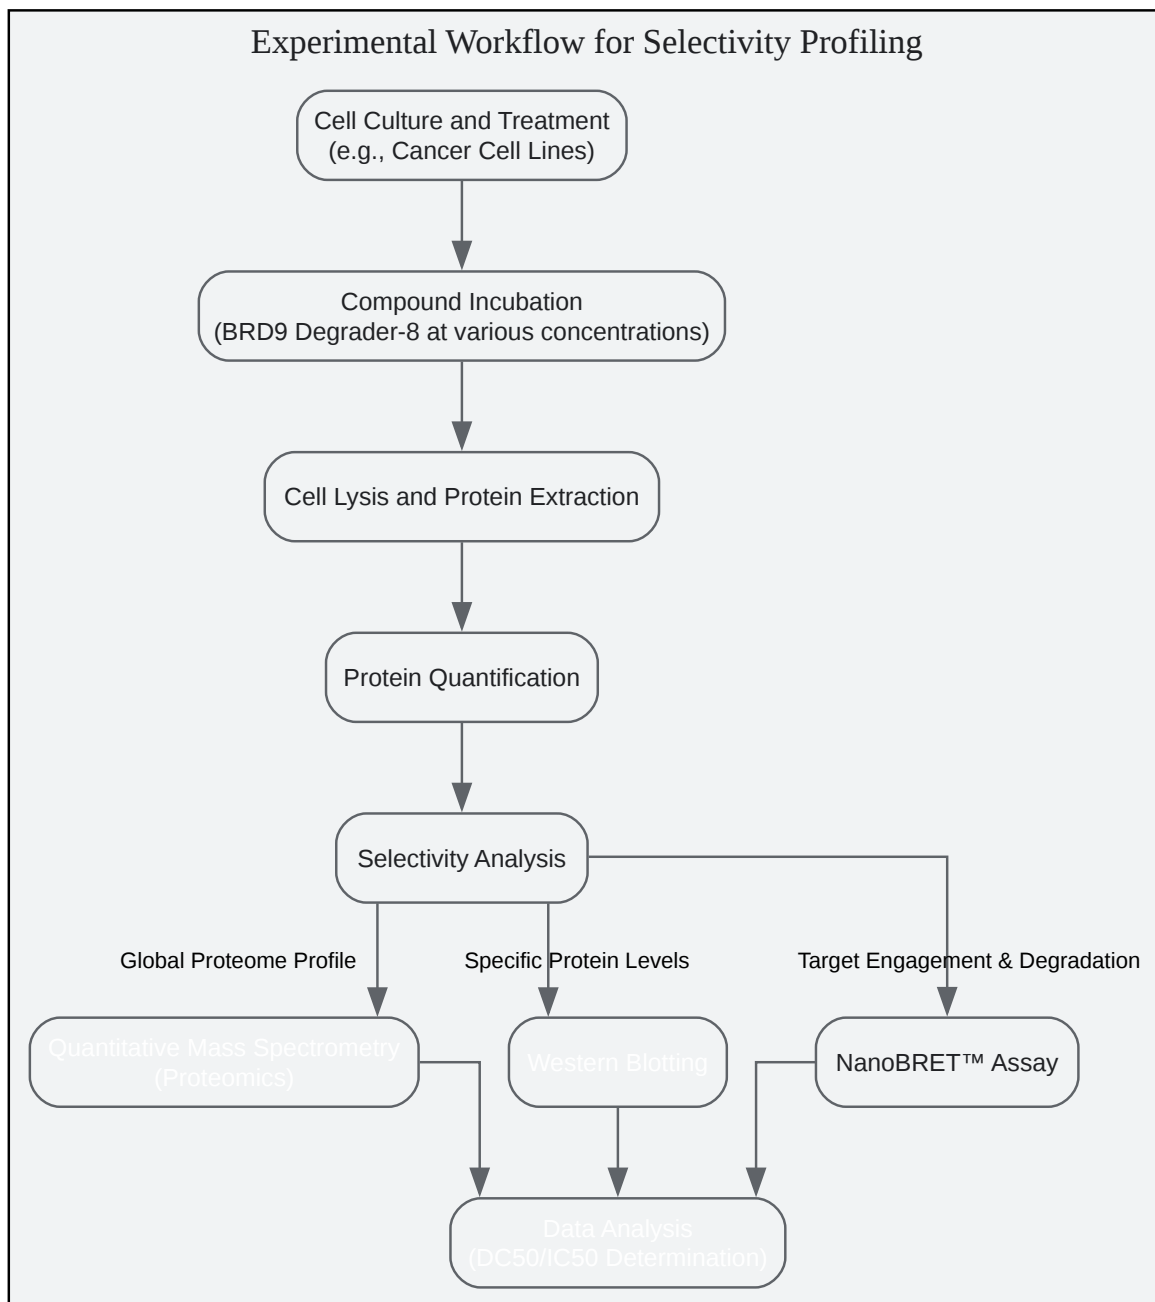 Experimental Workflow for Selectivity Profiling
Cell Culture and Treatment
(e.g., Cancer Cell Lines)
Compound Incubation
(BRD9 Degrader-8 at various concentrations)
Cell Lysis and Protein Extraction
Protein Quantification
Selectivity Analysis
Global Proteome Profile
Specific Protein Levels
Target Engagement & Degradation
Quantitative Mass Spectrometry
(Proteomics)
Western Blotting
NanoBRET™ Assay
Data Analysis
(DC50/IC50 Determination)